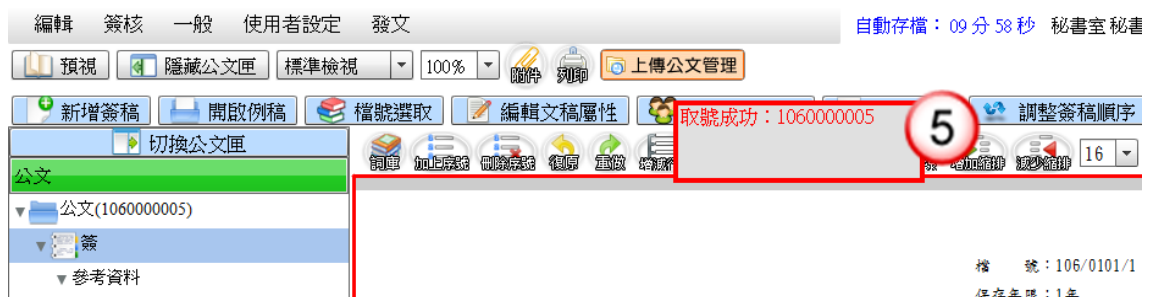 編輯 簽核 一般 使用者設定 發文 自動存檔：09 分 58 秒 秘書室 秘書
預視 隱藏公文匣 標準檢視 100% 附件 列印 上傳公文管理
新增簽稿 開啟例稿 檔號選取 編輯文稿屬性 取號成功：1060000005 5 調整簽稿順序
切換公文匣 詞庫 加上序號 刪除序號 復原 重做 增加縮排 減少縮排 16
公文
公文(1060000005)
簽
參考資料
檔 號：106/0101/1
保存年限：1年